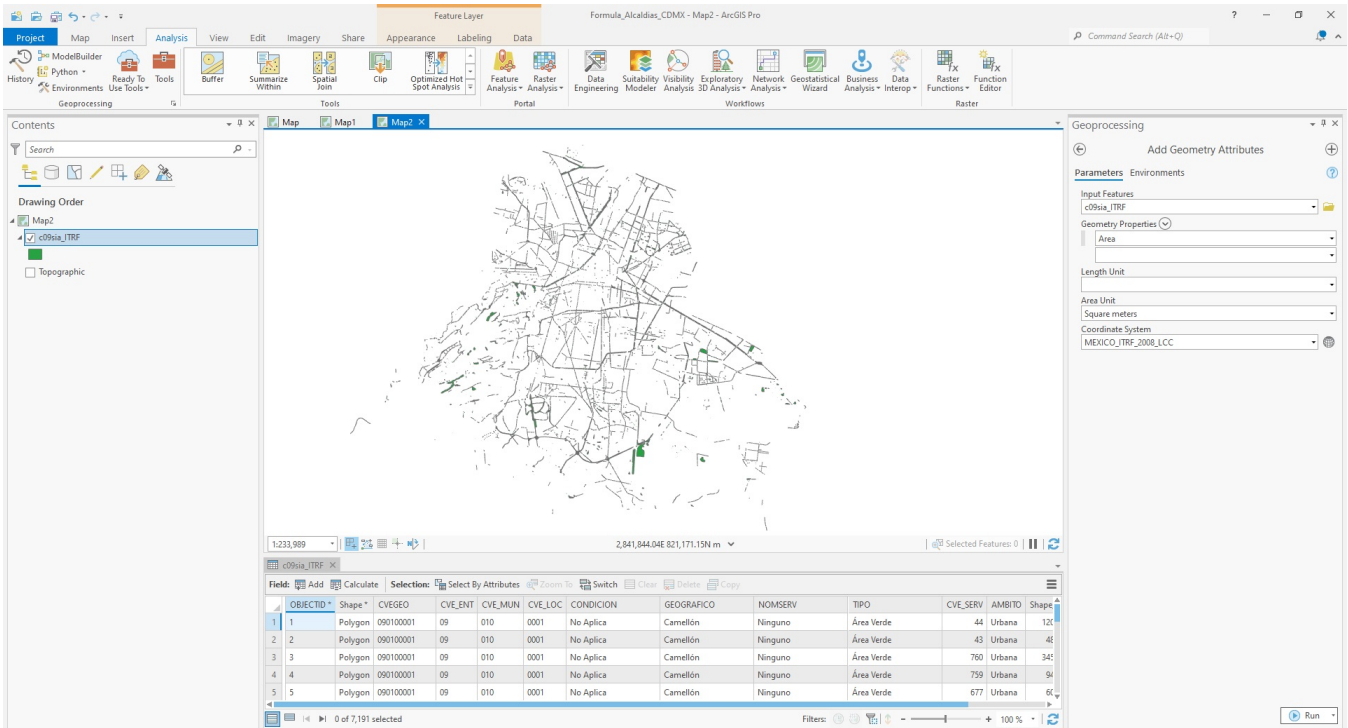 Feature Layer
Formula_Alcaldias_CDMX - Map2 - ArcGIS Pro
?
Project Map Insert Analysis View Edit Imagery Share Appearance Labeling Data
Command Search (Alt+Q)
History
ModelBuilder
Python
Environments
Ready To Use Tools
Tools
Geoprocessing
Buffer
Summarize Within
Spatial Join
Clip
Optimized Hot Spot Analysis
Tools
Feature Analysis
Raster Analysis
Portal
Data Engineering
Suitability Modeler
Visibility Analysis
Exploratory 3D Analysis
Network Analysis
Geostatistical Wizard
Business Analysis
Data Interop
Workflows
Raster Functions
Function Editor
Raster
Contents
Search
Drawing Order
Map2
c09sia_ITRF
Topographic
Map Map1 Map2
1:233,989
2,841,844.04E 821,171.15N m
Selected Features: 0
c09sia_ITRF
Field: Add Calculate Selection: Select By Attributes Zoom To Switch Clear Delete Copy
OBJECTID * Shape * CVEGEO CVE_ENT CVE_MUN CVE_LOC CONDICION GEOGRAFICO NOMSERV TIPO CVE_SERV AMBITO Shape
1 1 Polygon 090100001 09 010 0001 No Aplica Camellón Ninguno Área Verde 44 Urbana 120
2 2 Polygon 090100001 09 010 0001 No Aplica Camellón Ninguno Área Verde 43 Urbana 48
3 3 Polygon 090100001 09 010 0001 No Aplica Camellón Ninguno Área Verde 760 Urbana 345
4 4 Polygon 090100001 09 010 0001 No Aplica Camellón Ninguno Área Verde 759 Urbana 94
5 5 Polygon 090100001 09 010 0001 No Aplica Camellón Ninguno Área Verde 677 Urbana 60
0 of 7,191 selected
Filters:
100 %
Geoprocessing
Add Geometry Attributes
Parameters Environments
Input Features
c09sia_ITRF
Geometry Properties
Area
Length Unit
Area Unit
Square meters
Coordinate System
MEXICO_ITRF_2008_LCC
Run